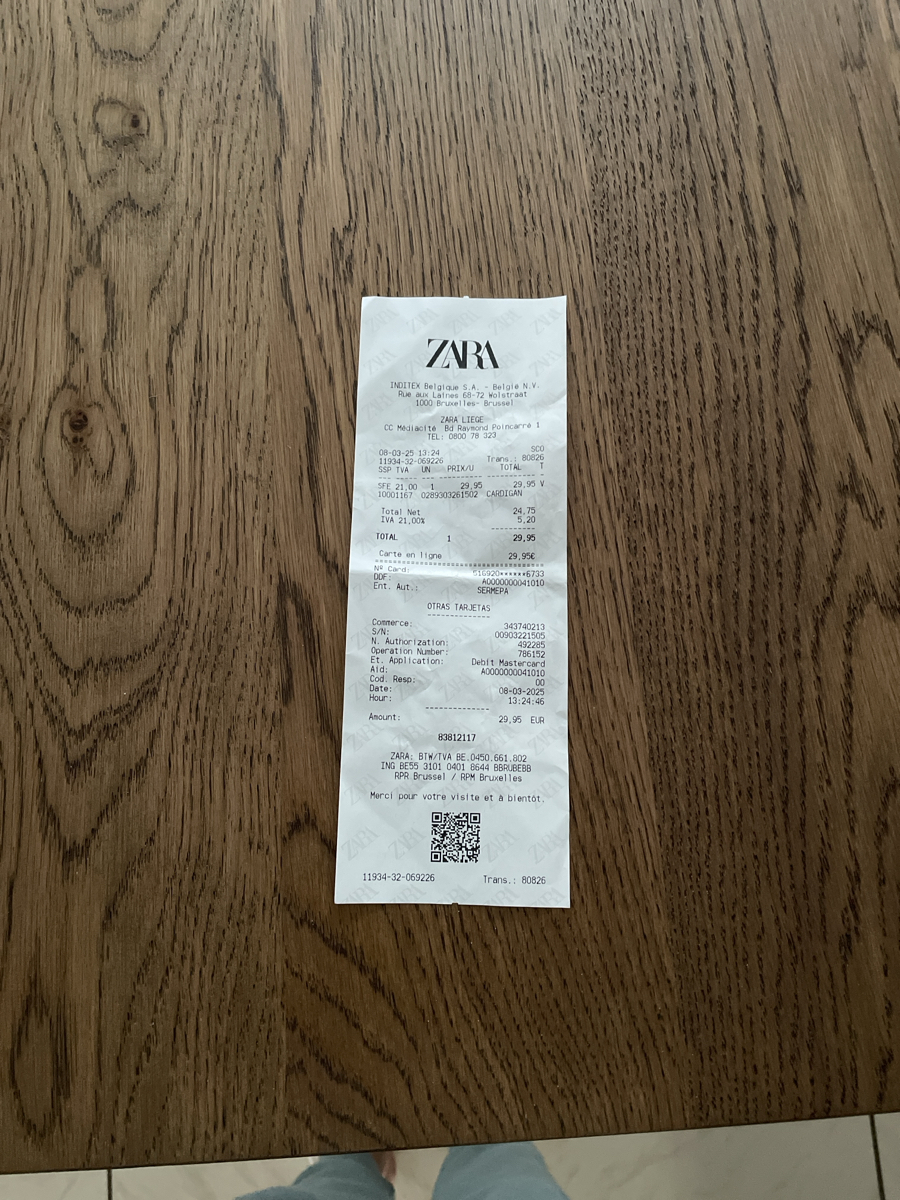 ZARA
INDITEX Belgique S.A. - België N.V.
Rue aux Laines 68-72 Wolstraat
1000 Bruxelles- Brussel
ZARA LIEGE
CC Médiacité Bd Raymond Poincarré 1
TEL: 0800 78 323
SCO
08-03-25 13:24
11934-32-069226 Trans.: 80826
SSP TVA UN PRIX/U TOTAL T
SFE 21,00 1 29,95 29,95 V
10001167 0289303261502 CARDIGAN
Total Net 24,75
IVA 21,00% 5,20
TOTAL 1 29,95
Carte en ligne 29,95€
Nº Card: 516920******6733
DDF: A0000000041010
Ent. Aut.: SERMEPA
OTRAS TARJETAS
Commerce: 343740213
S/N: 00903221505
N. Authorization: 492285
Operation Number: 786152
Et. Application: Debit Mastercard
Aid: A0000000041010
Cod. Resp: 00
Date: 08-03-2025
Hour: 13:24:46
Amount: 29,95 EUR
83812117
ZARA: BTW/TVA BE.0450.661.802
ING BE55 3101 0401 8644 BBRUBEBB
RPR Brussel / RPM Bruxelles
Merci pour votre visite et à bientôt.
11934-32-069226 Trans.: 80826